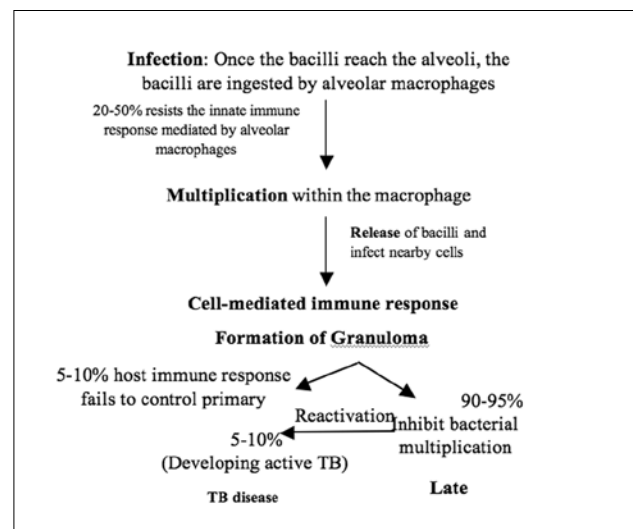 Infection: Once the bacilli reach the alveoli, the
bacilli are ingested by alveolar macrophages
20-50% resists the innate immune
response mediated by alveolar
macrophages
Multiplication within the macrophage
Release of bacilli and
infect nearby cells
Cell-mediated immune response
Formation of Granuloma
5-10% host immune response
fails to control primary
90-95%
Inhibit bacterial
multiplication
Reactivation
5-10%
(Developing active TB)
TB disease
Late